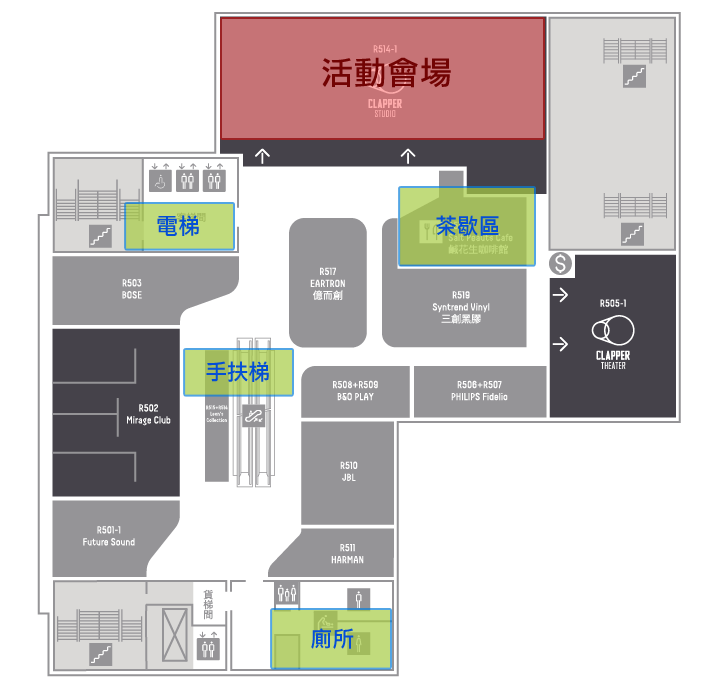 R514-1
活動會場
CLAPPER
STUDIO
電梯
茶歇區
Salt Peanuts Cafe
鹹花生咖啡館
R503
BOSE
R517
EARTRON
億而創
R519
Syntrend Vinyl
三創黑膠
S
R505-1
CLAPPER
THEATER
手扶梯
R502
Mirage Club
R508+R509
B&O PLAY
R506+R507
PHILIPS Fidelio
Collection
R510
JBL
R501-1
Future Sound
R511
HARMAN
貨梯間
廁所